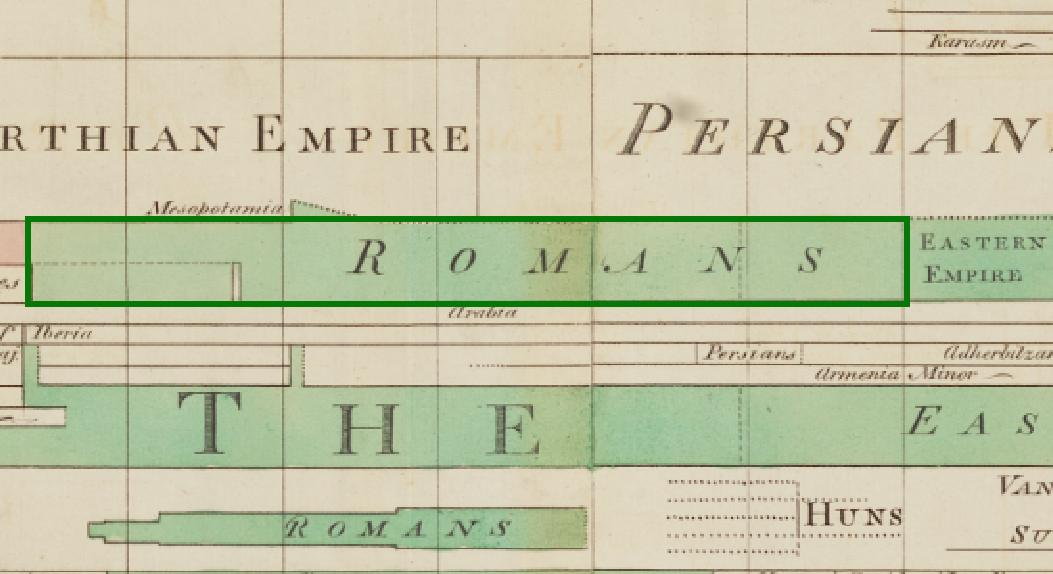 Karasm
RTHIAN EMPIRE
PERSIAN
Mesopotamia
ROMANS
EASTERN
EMPIRE
es
Arabia
Iberia
Persians
Adherbitza
Armenia Minor
THE
EAS
ROMANS
HUNS
VAN
SU